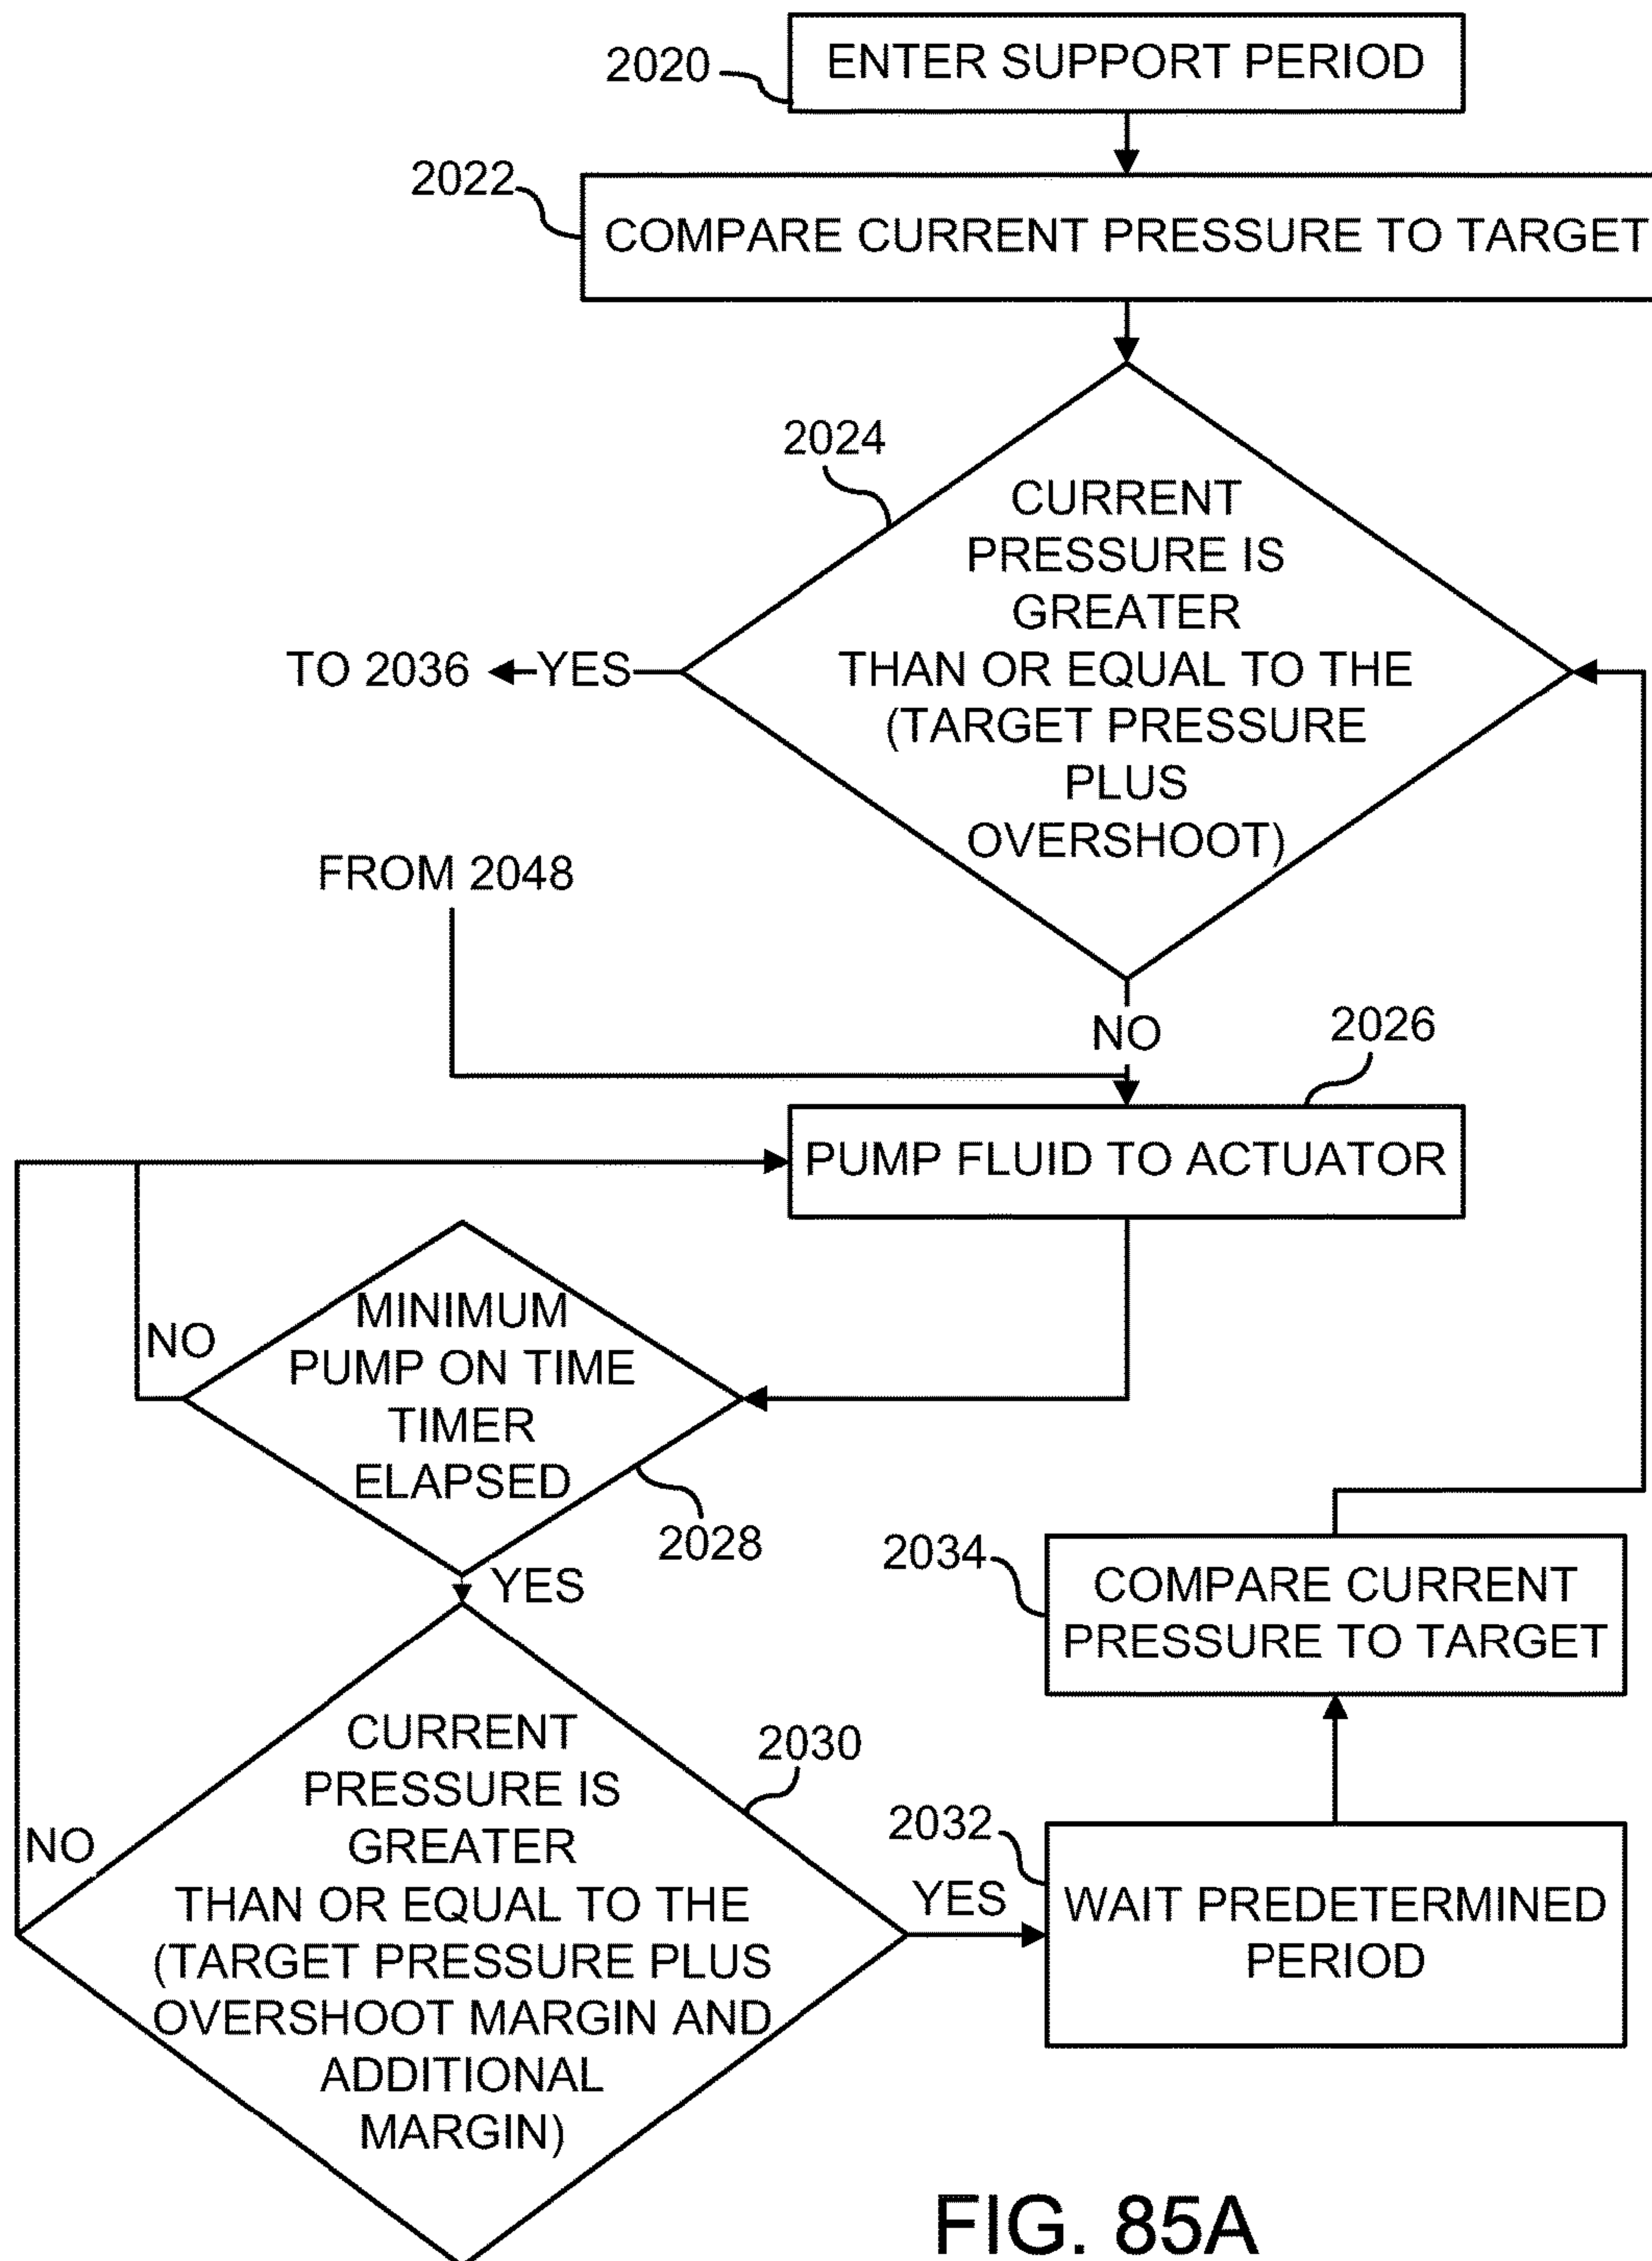 2020
ENTER SUPPORT PERIOD
2022
COMPARE CURRENT PRESSURE TO TARGET
2024
CURRENT
PRESSURE IS
GREATER
THAN OR EQUAL TO THE
(TARGET PRESSURE
PLUS
OVERSHOOT)
TO 2036
YES
FROM 2048
NO
2026
PUMP FLUID TO ACTUATOR
MINIMUM
PUMP ON TIME
TIMER
ELAPSED
NO
2028
YES
2034
COMPARE CURRENT
PRESSURE TO TARGET
CURRENT
PRESSURE IS
GREATER
THAN OR EQUAL TO THE
(TARGET PRESSURE PLUS
OVERSHOOT MARGIN AND
ADDITIONAL
MARGIN)
2030
NO
YES
2032
WAIT PREDETERMINED
PERIOD
FIG. 85A